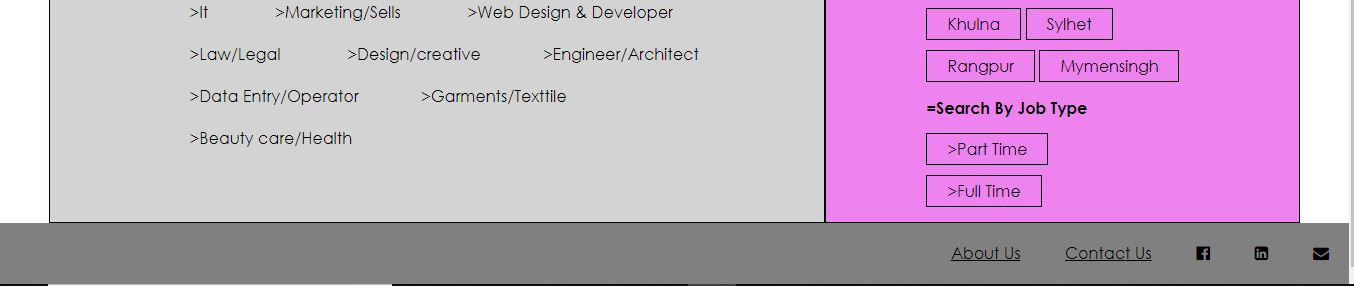 >It >Marketing/Sells >Web Design & Developer
>Law/Legal >Design/creative >Engineer/Architect
>Data Entry/Operator >Garments/Texttile
>Beauty care/Health
Khulna Sylhet
Rangpur Mymensingh
=Search By Job Type
>Part Time
>Full Time
About Us Contact Us